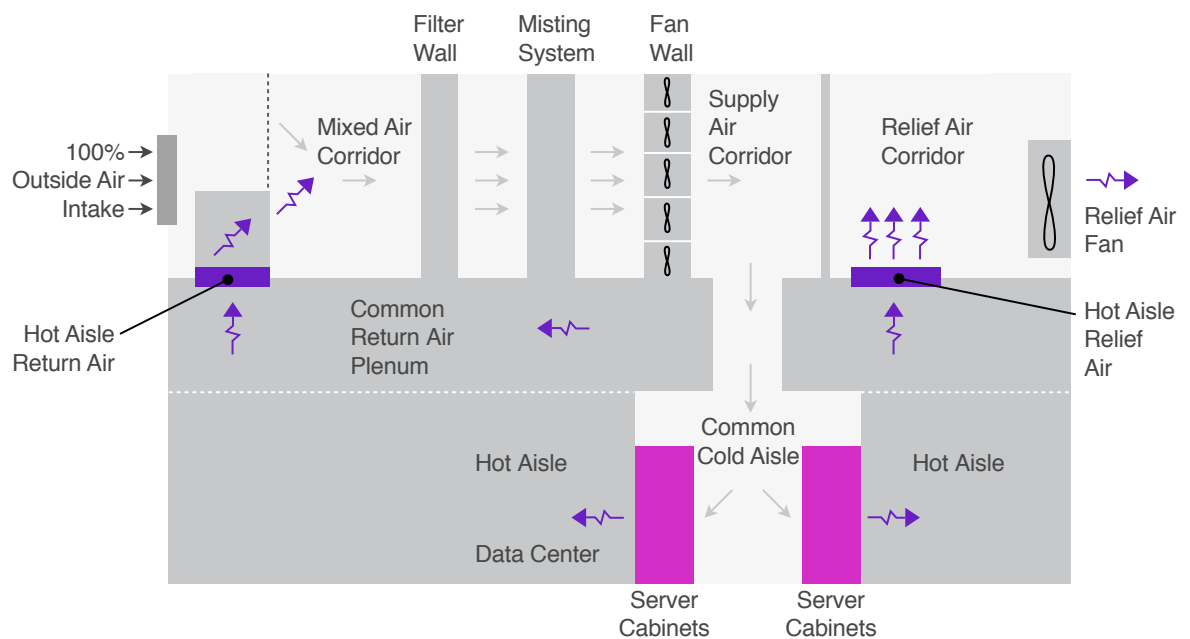 Filter
Wall
Misting
System
Fan
Wall
100%
Outside Air
Intake
Mixed Air
Corridor
Supply
Air
Corridor
Relief Air
Corridor
Relief Air
Fan
Hot Aisle
Return Air
Common
Return Air
Plenum
Hot Aisle
Relief
Air
Hot Aisle
Common
Cold Aisle
Hot Aisle
Data Center
Server
Cabinets
Server
Cabinets